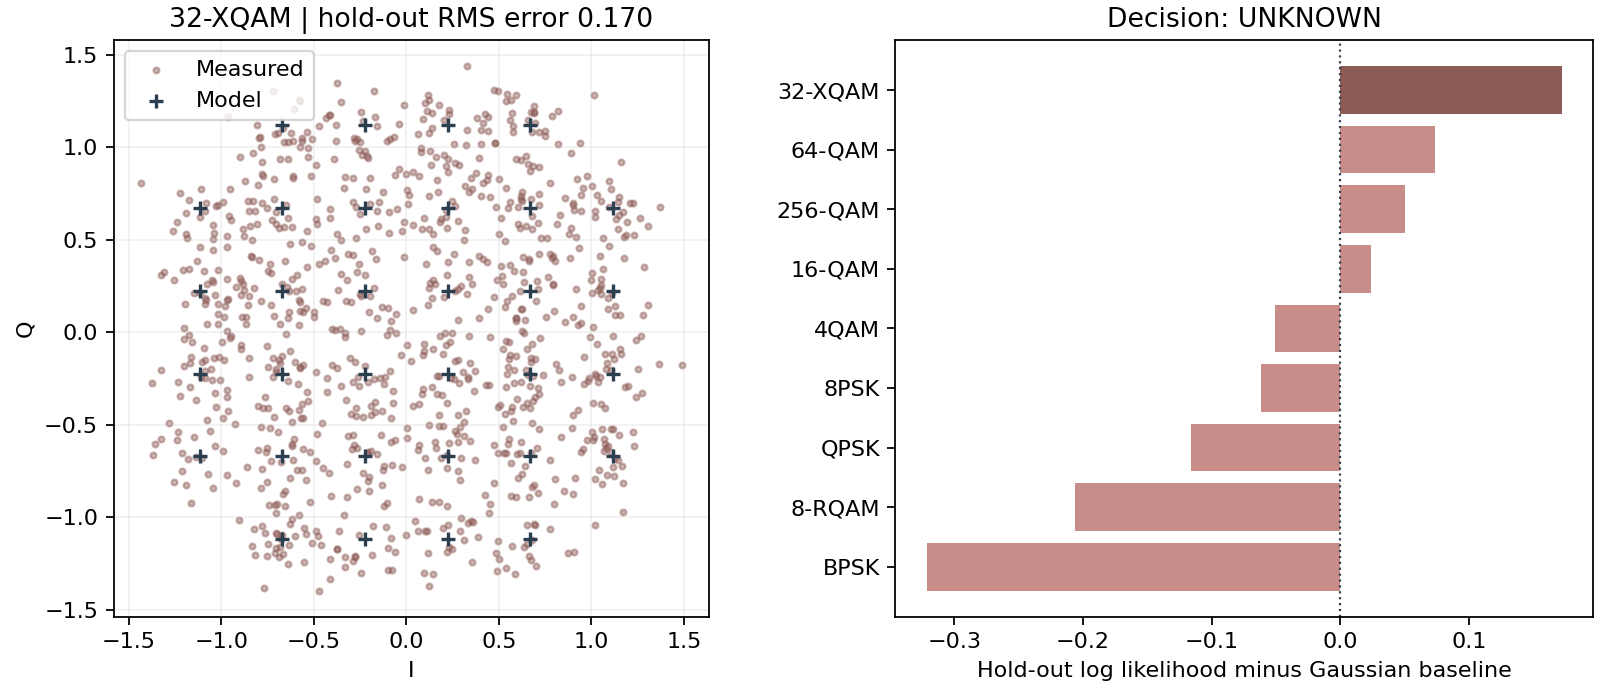 32-XQAM | hold-out RMS error 0.170
Measured
Model
1.5
1.0
0.5
0.0
−0.5
−1.0
−1.5
Q
−1.5 −1.0 −0.5 0.0 0.5 1.0 1.5
I
Decision: UNKNOWN
32-XQAM
64-QAM
256-QAM
16-QAM
4QAM
8PSK
QPSK
8-RQAM
BPSK
−0.3 −0.2 −0.1 0.0 0.1
Hold-out log likelihood minus Gaussian baseline